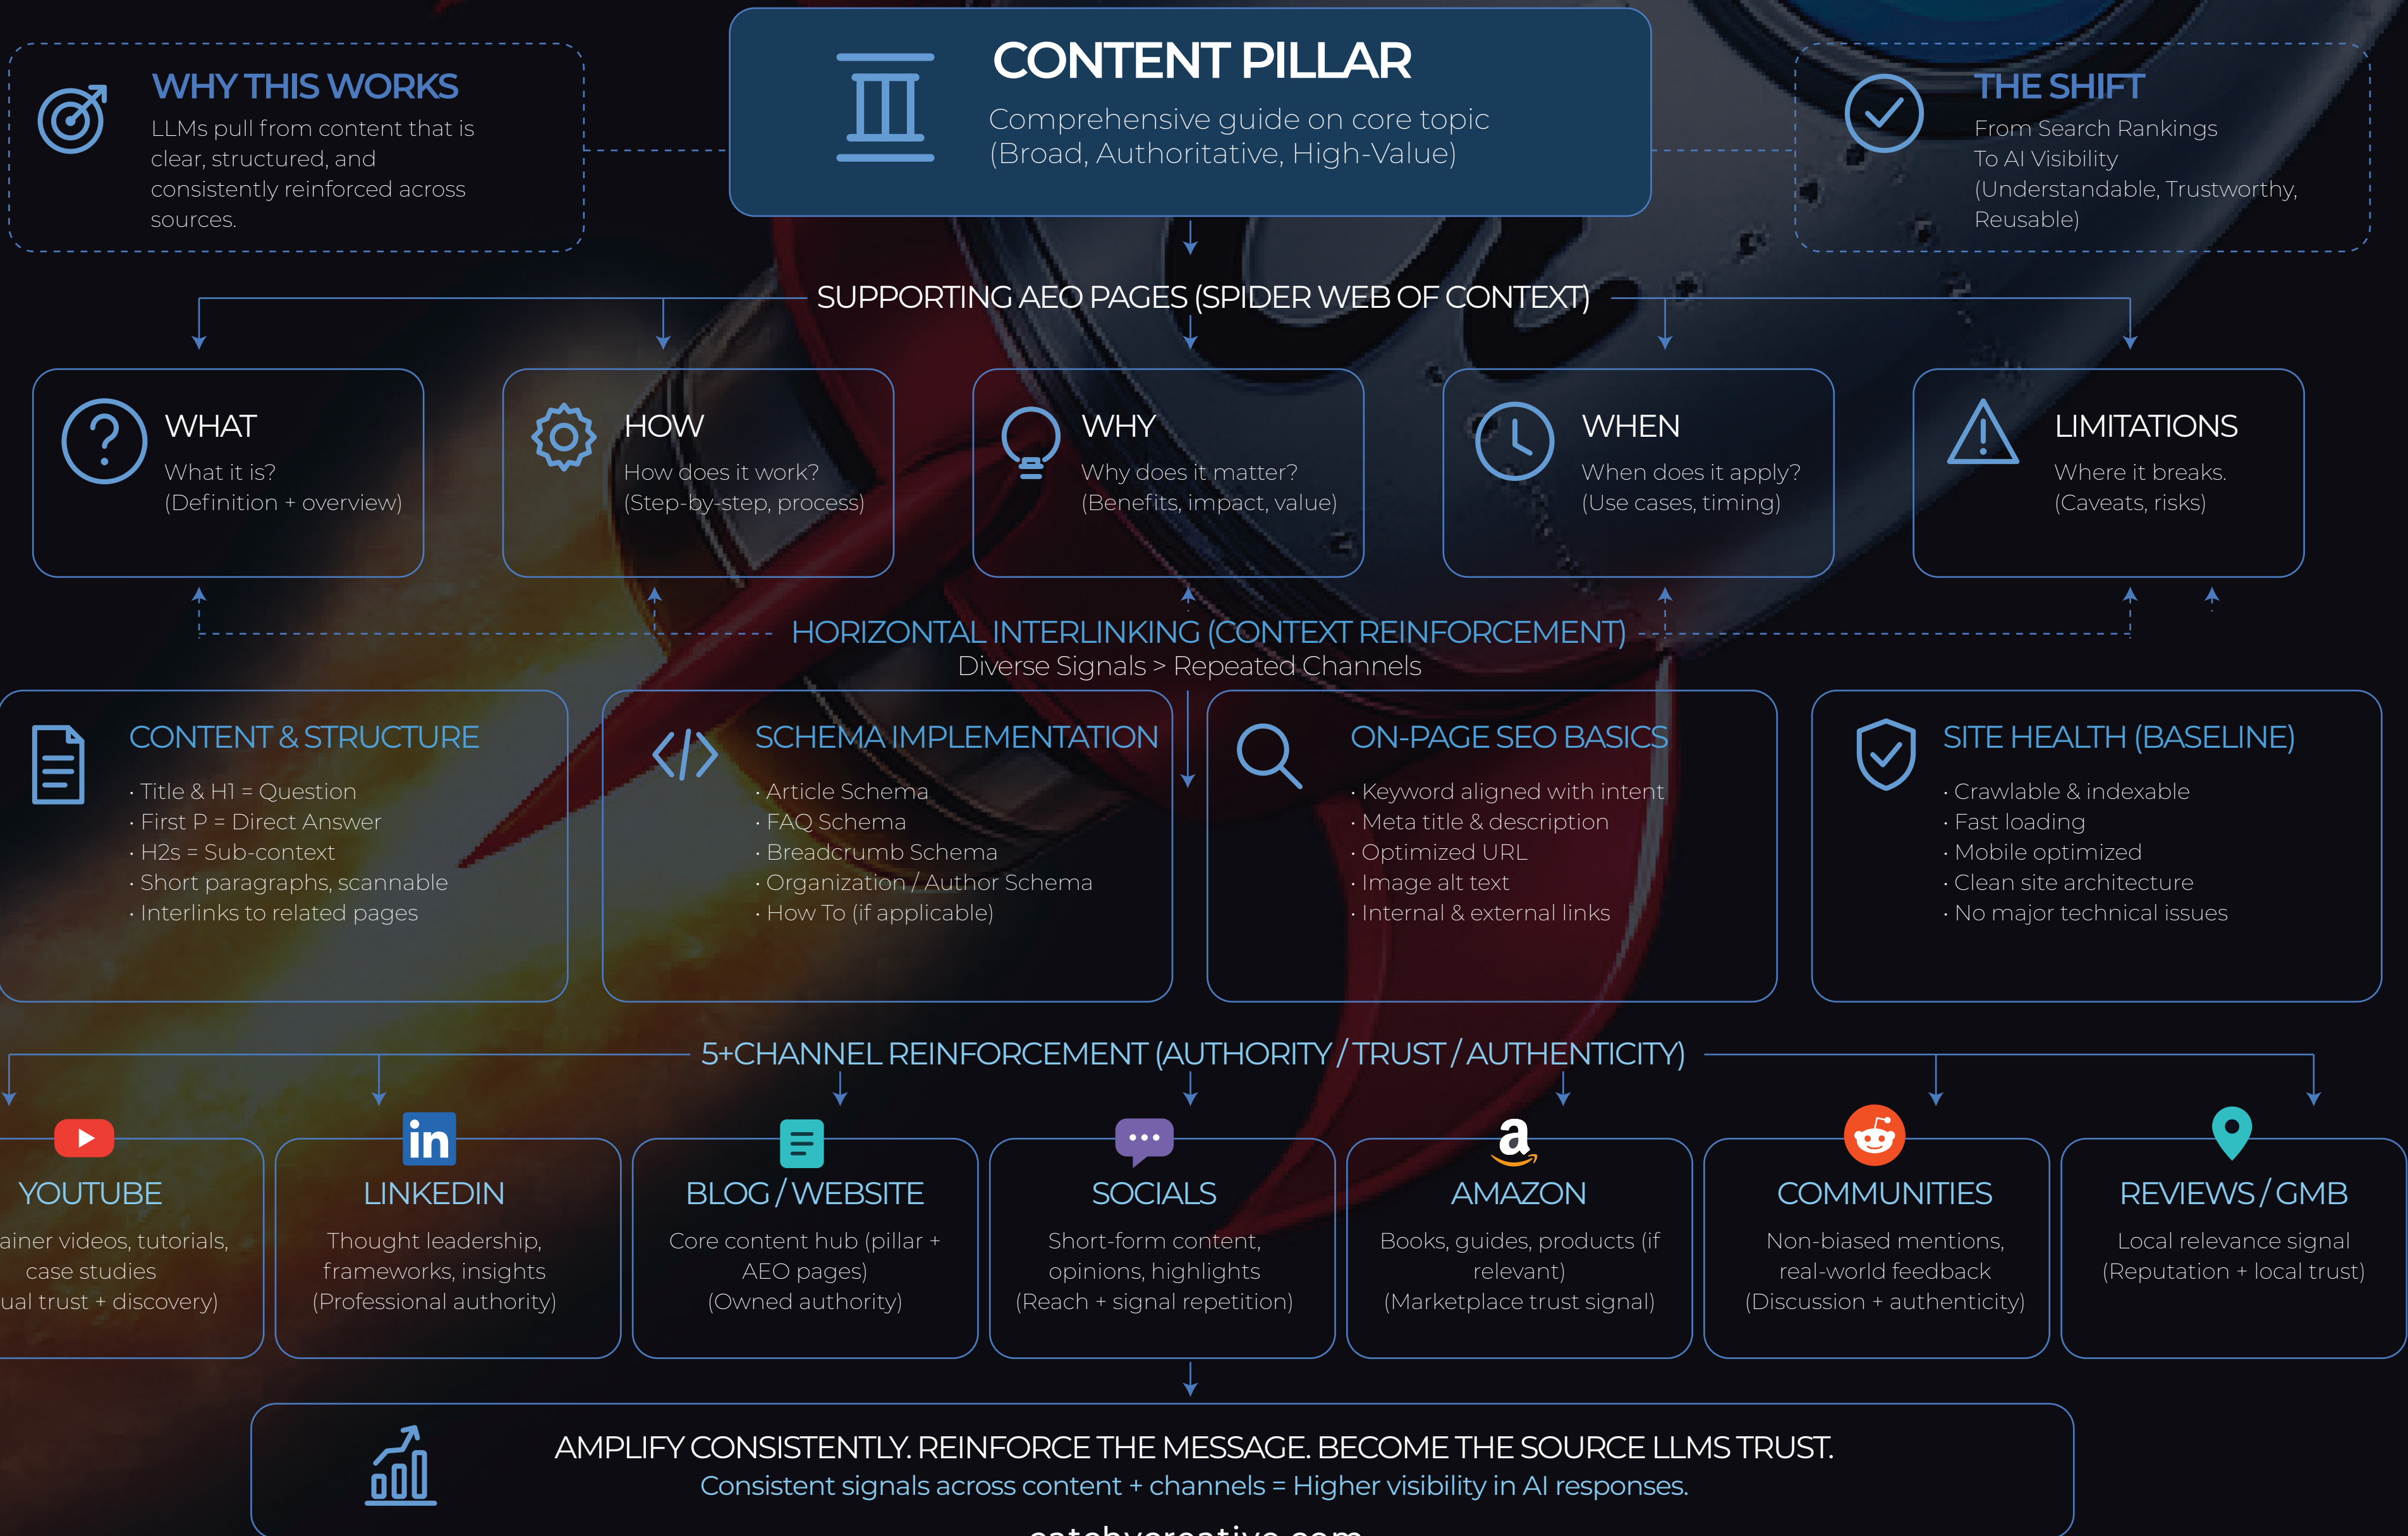 CONTENT PILLAR
Comprehensive guide on core topic
(Broad, Authoritative, High-Value)
WHY THIS WORKS
LLMs pull from content that is
clear, structured, and
consistently reinforced across
sources.
THE SHIFT
From Search Rankings
To AI Visibility
(Understandable, Trustworthy,
Reusable)
SUPPORTING AEO PAGES (SPIDER WEB OF CONTEXT)
WHAT
What it is?
(Definition + overview)
HOW
How does it work?
(Step-by-step, process)
WHY
Why does it matter?
(Benefits, impact, value)
WHEN
When does it apply?
(Use cases, timing)
LIMITATIONS
Where it breaks.
(Caveats, risks)
HORIZONTAL INTERLINKING (CONTEXT REINFORCEMENT)
Diverse Signals > Repeated Channels
CONTENT & STRUCTURE
· Title & H1 = Question
· First P = Direct Answer
· H2s = Sub-context
· Short paragraphs, scannable
· Interlinks to related pages
SCHEMA IMPLEMENTATION
· Article Schema
· FAQ Schema
· Breadcrumb Schema
· Organization / Author Schema
· How To (if applicable)
ON-PAGE SEO BASICS
· Keyword aligned with intent
· Meta title & description
· Optimized URL
· Image alt text
· Internal & external links
SITE HEALTH (BASELINE)
· Crawlable & indexable
· Fast loading
· Mobile optimized
· Clean site architecture
· No major technical issues
5+CHANNEL REINFORCEMENT (AUTHORITY / TRUST / AUTHENTICITY)
YOUTUBE
videos, tutorials,
case studies
trust + discovery)
in
LINKEDIN
Thought leadership,
frameworks, insights
(Professional authority)
BLOG / WEBSITE
Core content hub (pillar +
AEO pages)
(Owned authority)
SOCIALS
Short-form content,
opinions, highlights
(Reach + signal repetition)
a
AMAZON
Books, guides, products (if
relevant)
(Marketplace trust signal)
COMMUNITIES
Non-biased mentions,
real-world feedback
(Discussion + authenticity)
REVIEWS / GMB
Local relevance signal
(Reputation + local trust)
AMPLIFY CONSISTENTLY. REINFORCE THE MESSAGE. BECOME THE SOURCE LLMS TRUST.
Consistent signals across content + channels = Higher visibility in AI responses.
catchycreative.com